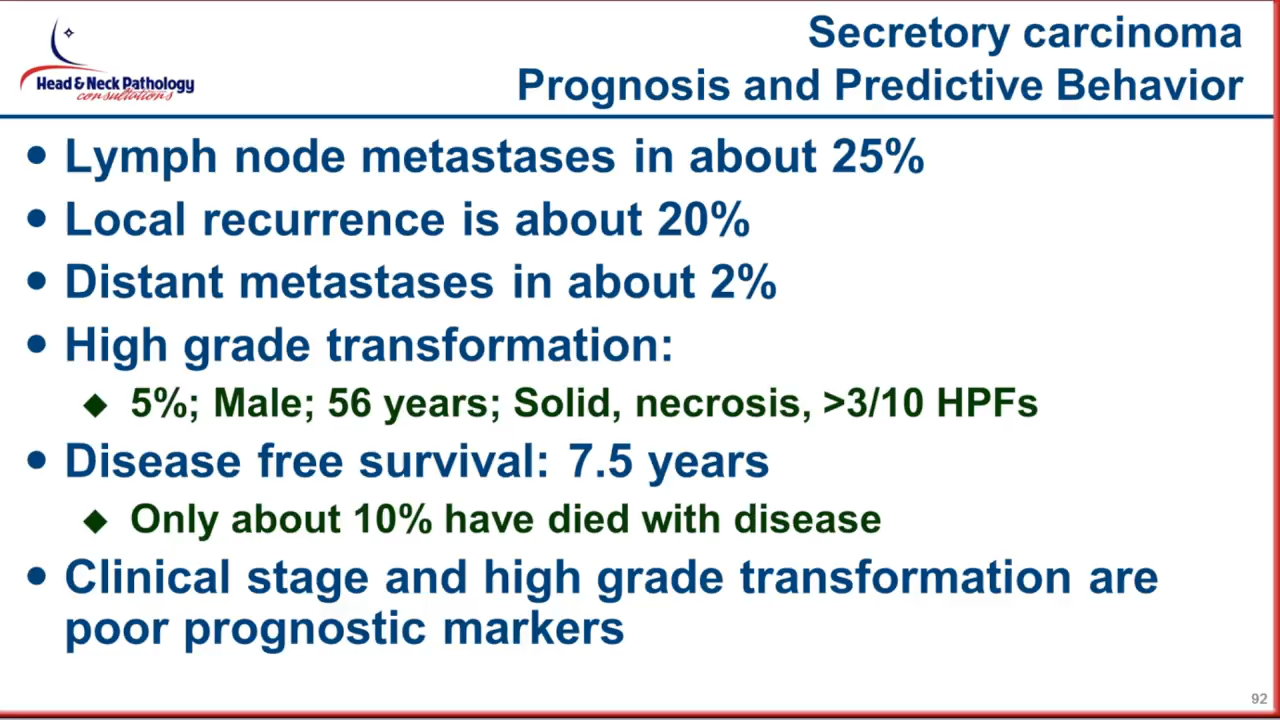 Head & Neck Pathology
consultations
Secretory carcinoma
Prognosis and Predictive Behavior
• Lymph node metastases in about 25%
• Local recurrence is about 20%
• Distant metastases in about 2%
• High grade transformation:
◆ 5%; Male; 56 years; Solid, necrosis, >3/10 HPFs
• Disease free survival: 7.5 years
◆ Only about 10% have died with disease
• Clinical stage and high grade transformation are
poor prognostic markers
92